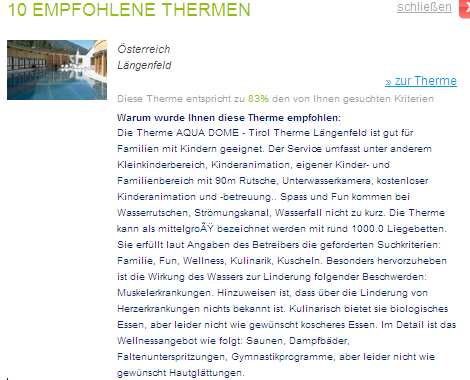 10 EMPFOHLENE THERMEN
schließen
Österreich
Längenfeld
» zur Therme
Diese Therme entspricht zu 83% den von Ihnen gesuchten Kriterien
Warum wurde Ihnen diese Therme empfohlen:
Die Therme AQUA DOME - Tirol Therme Längenfeld ist gut für
Familien mit Kindern geeignet. Der Service umfasst unter anderem
Kleinkinderbereich, Kinderanimation, eigener Kinder- und
Familienbereich mit 90m Rutsche, Unterwasserkamera, kostenloser
Kinderanimation und -betreuung.. Spass und Fun kommen bei
Wasserrutschen, Strömungskanal, Wasserfall nicht zu kurz. Die Therme
kann als mittelgroÃŸ bezeichnet werden mit rund 1000.0 Liegebetten.
Sie erfüllt laut Angaben des Betreibers die geforderten Suchkriterien:
Familie, Fun, Wellness, Kulinarik, Kuscheln. Besonders hervorzuheben
ist die Wirkung des Wassers zur Linderung folgender Beschwerden:
Muskelerkrankungen. Hinzuweisen ist, dass über die Linderung von
Herzerkrankungen nichts bekannt ist. Kulinarisch bietet sie biologisches
Essen, aber leider nicht wie gewünscht koscheres Essen. Im Detail ist das
Wellnessangebot wie folgt: Saunen, Dampfbäder,
Faltenunterspritzungen, Gymnastikprogramme, aber leider nicht wie
gewünscht Hautglättungen.